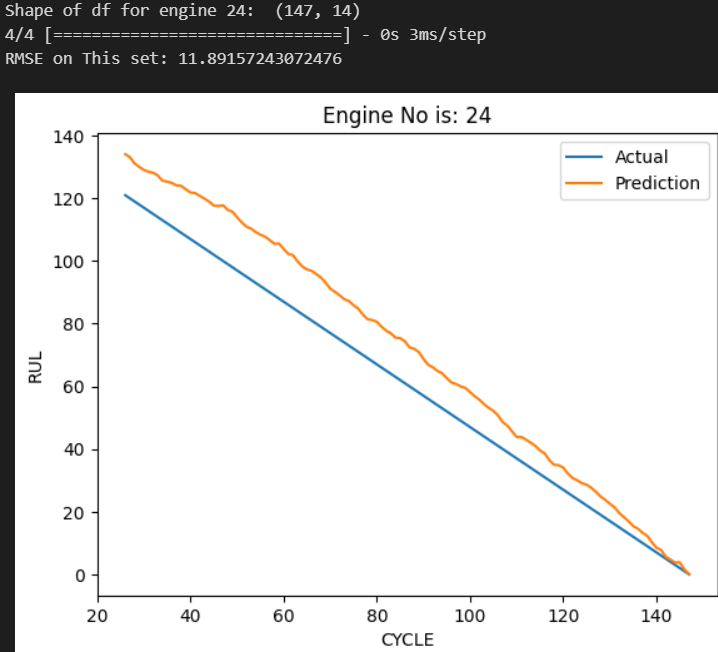 Shape of df for engine 24:  (147, 14)
4/4 [==============================] - 0s 3ms/step
RMSE on This set: 11.89157243072476
Engine No is: 24
140
120
100
80
60
40
20
0
RUL
Actual
Prediction
20 40 60 80 100 120 140
CYCLE